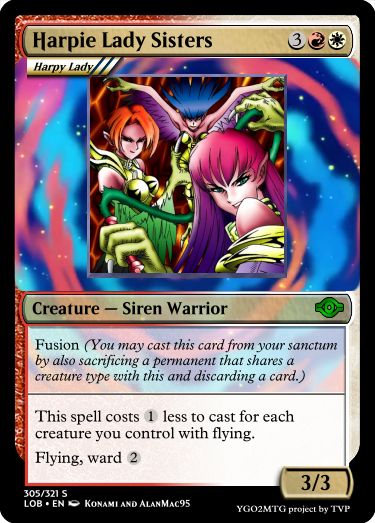 Harpie Lady Sisters 3
Harpy Lady
Creature — Siren Warrior
Fusion (You may cast this card from your sanctum
by also sacrificing a permanent that shares a
creature type with this and discarding a card.)
This spell costs 1 less to cast for each
creature you control with flying.
Flying, ward 2
3/3
305/321 S
LOB • EN Konami and AlanMac95
YGO2MTG project by TVP